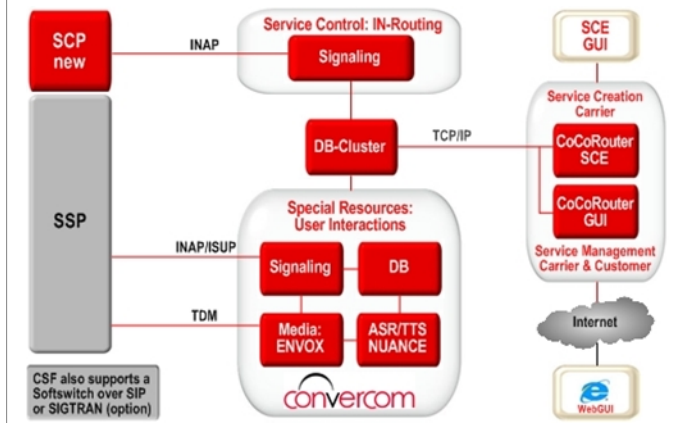 SCP
new
INAP
Service Control: IN-Routing
Signaling
SCE
GUI
SSP
DB-Cluster
TCP/IP
Service Creation
Carrier
CoCoRouter
SCE
CoCoRouter
GUI
Service Management
Carrier & Customer
Special Resources:
User Interactions
INAP/ISUP
Signaling
DB
TDM
Media:
ENVOX
ASR/TTS
NUANCE
Internet
CSF also supports a
Softswitch over SIP
or SIGTRAN (option)
convercom
WebGUI